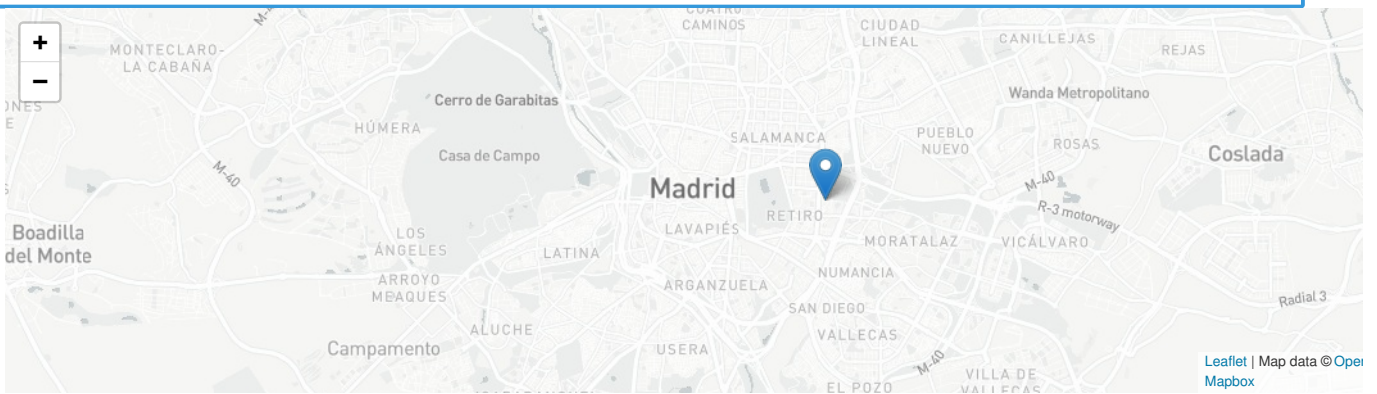 CUATRO
CAMINOS
CIUDAD
LINEAL
CANILLEJAS
REJAS
MONTECLARO-
LA CABAÑA
+
−
Cerro de Garabitas
Wanda Metropolitano
HÚMERA
SALAMANCA
PUEBLO
NUEVO
ROSAS
Casa de Campo
Coslada
M-40
M-40
Madrid
R-3 motorway
RETIRO
Boadilla
del Monte
LOS
ÁNGELES
LAVAPIÉS
LATINA
MORATALAZ
VICÁLVARO
ARROYO
MEAQUES
ARGANZUELA
NUMANCIA
SAN DIEGO
Radial 3
ALUCHE
VALLECAS
Campamento
USERA
M-40
VILLA DE
VALLECAS
EL POZO
Leaflet | Map data © Open
Mapbox